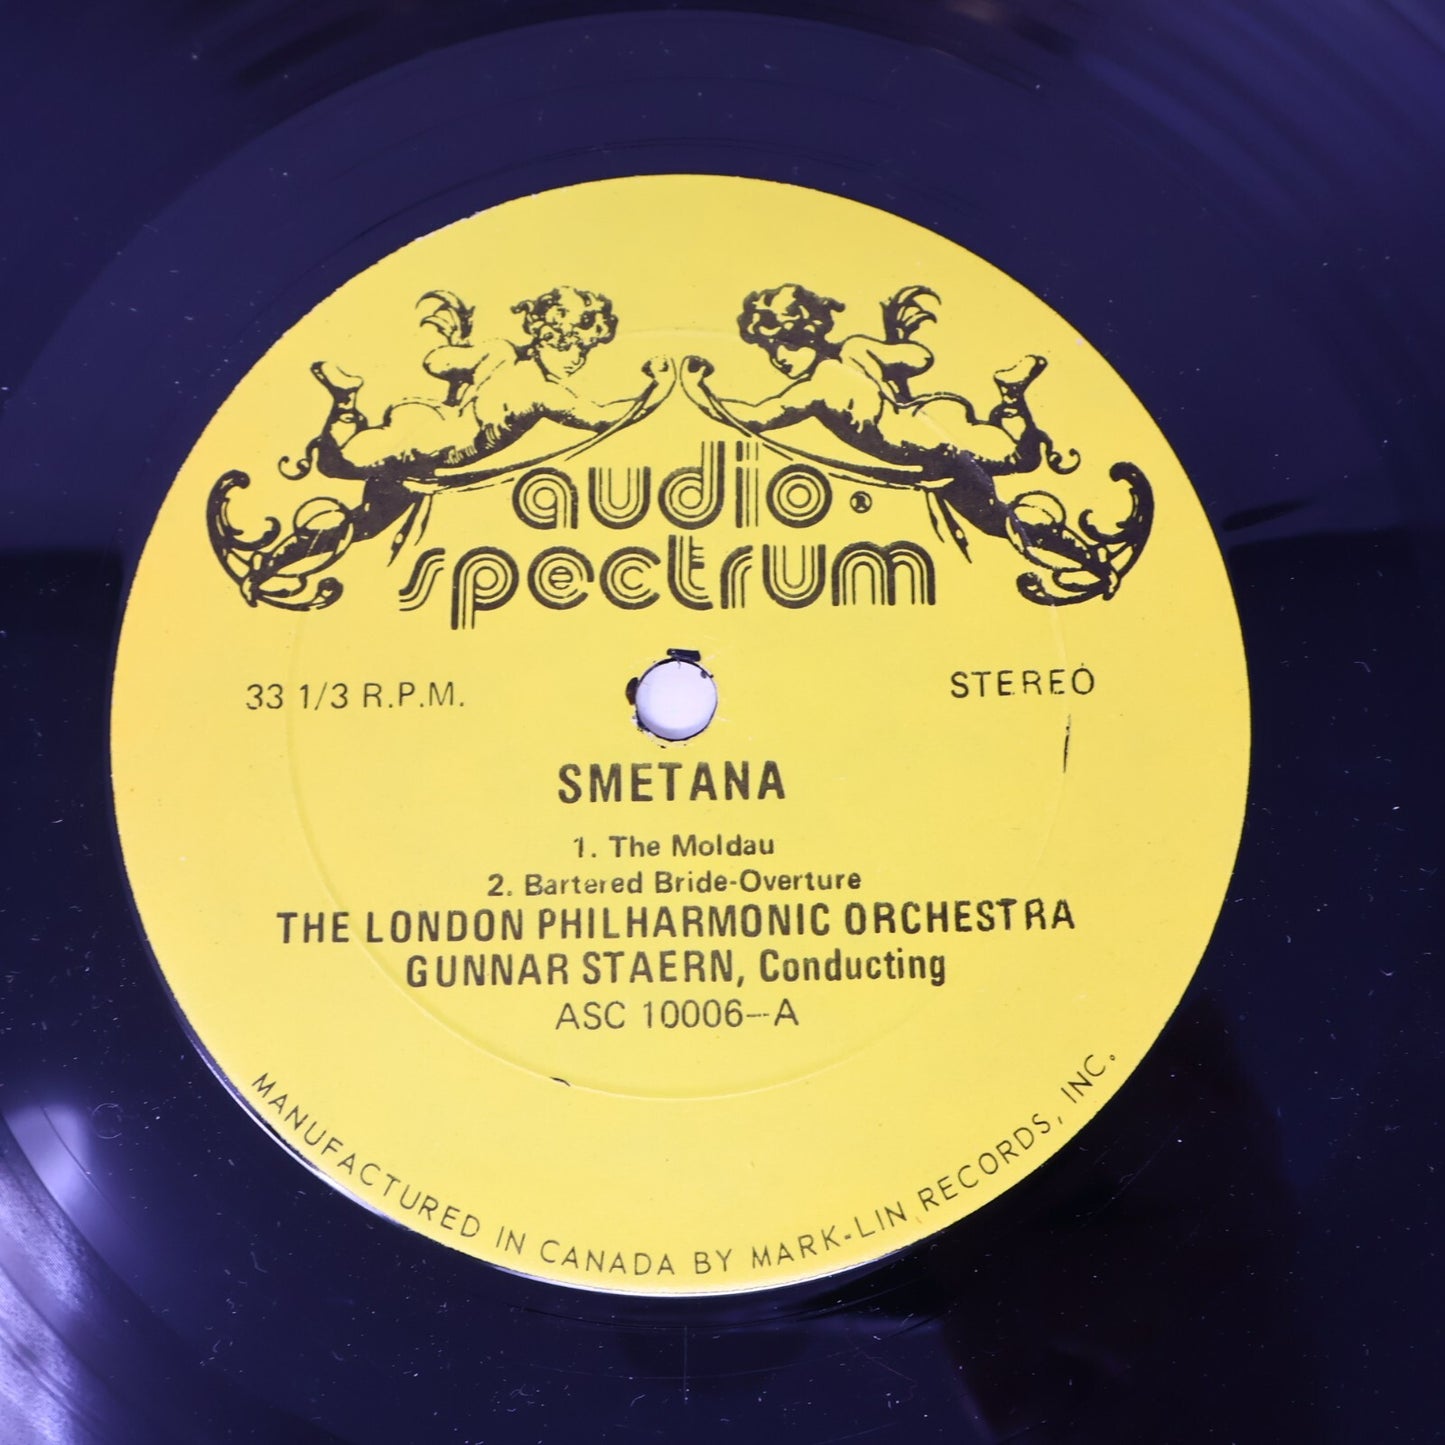 audio ®
spectrum
33 1/3 R.P.M.
STEREO
SMETANA
1. The Moldau
2. Bartered Bride-Overture
THE LONDON PHILHARMONIC ORCHESTRA
GUNNAR STAERN, Conducting
ASC 10006--A
MANUFACTURED IN CANADA BY MARK-LIN RECORDS, INC.